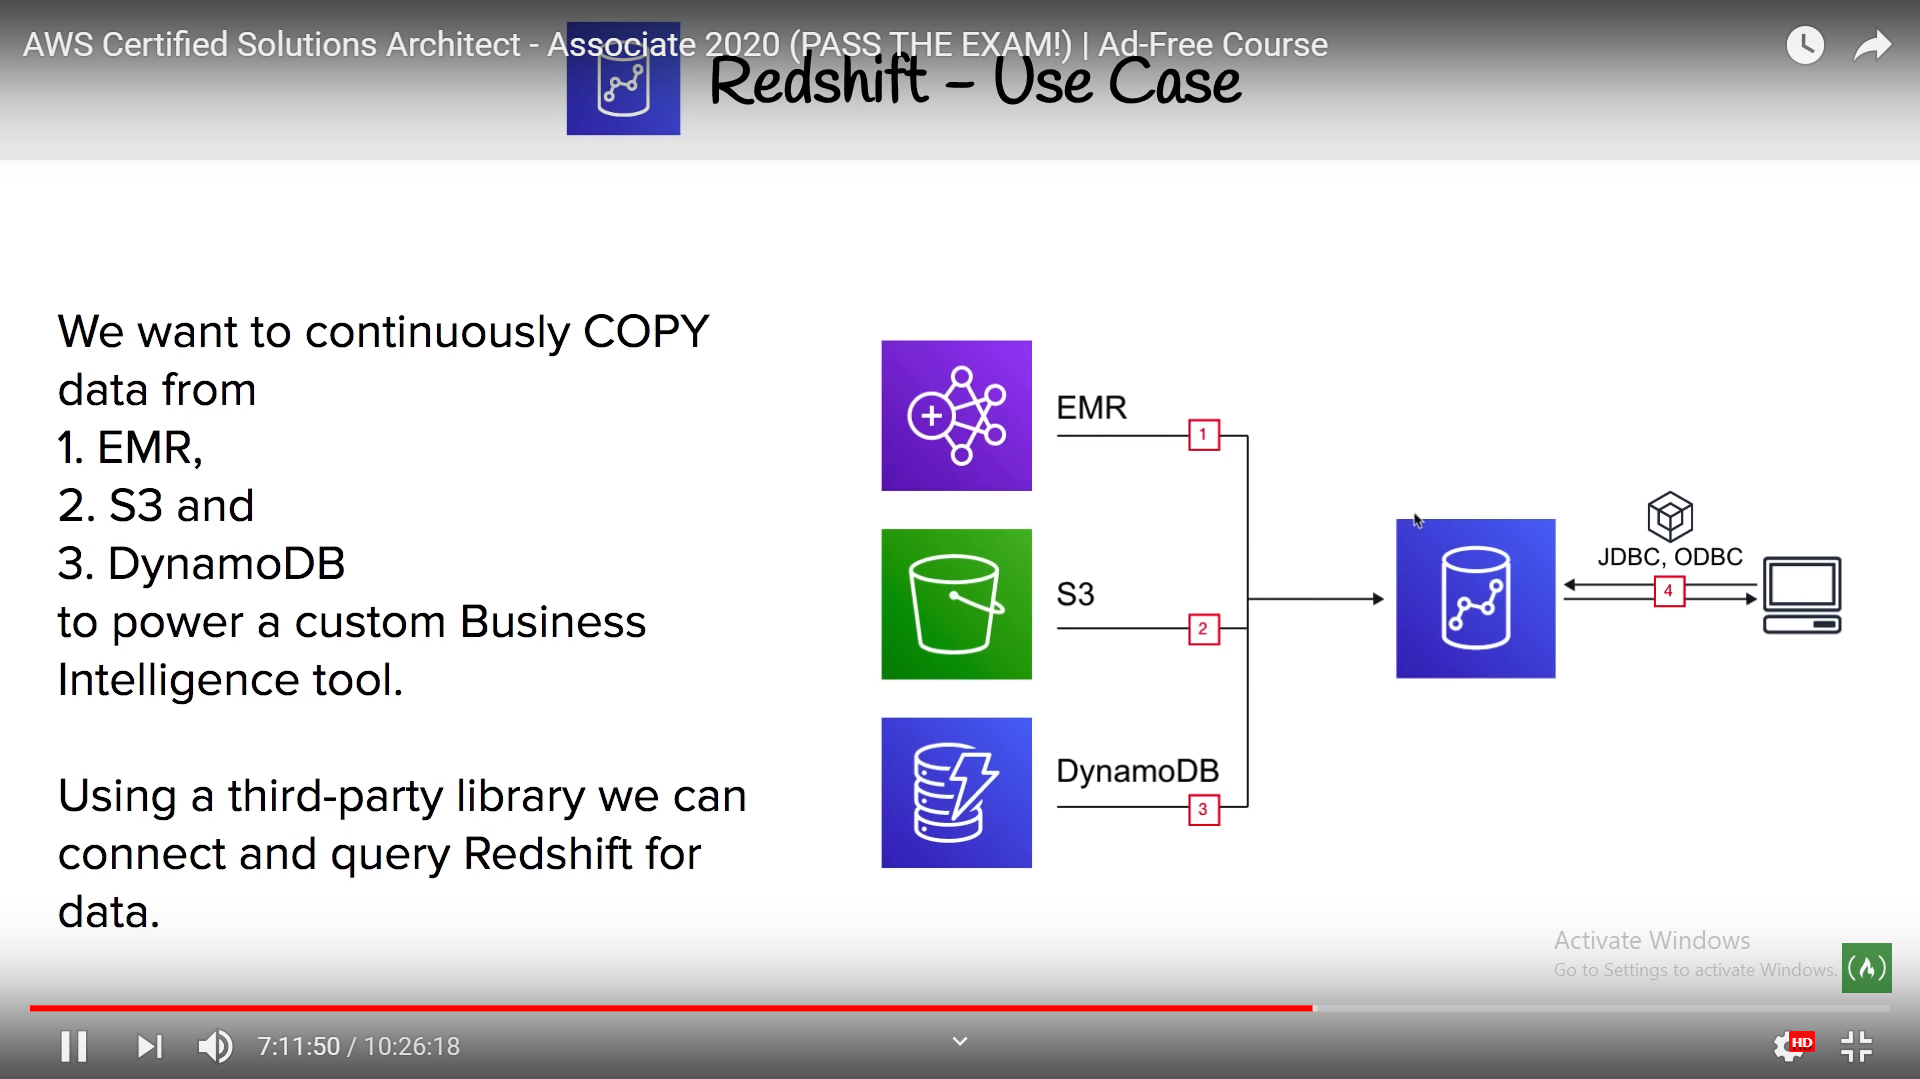 AWS Certified Solutions Architect - Associate 2020 (PASS THE EXAM!) | Ad-Free Course
Redshift – Use Case
We want to continuously COPY
data from
1. EMR,
2. S3 and
3. DynamoDB
to power a custom Business
Intelligence tool.
Using a third-party library we can
connect and query Redshift for
data.
EMR
1
S3
2
DynamoDB
3
JDBC, ODBC
4
Activate Windows
Go to Settings to activate Windows.
7:11:50 / 10:26:18
HD